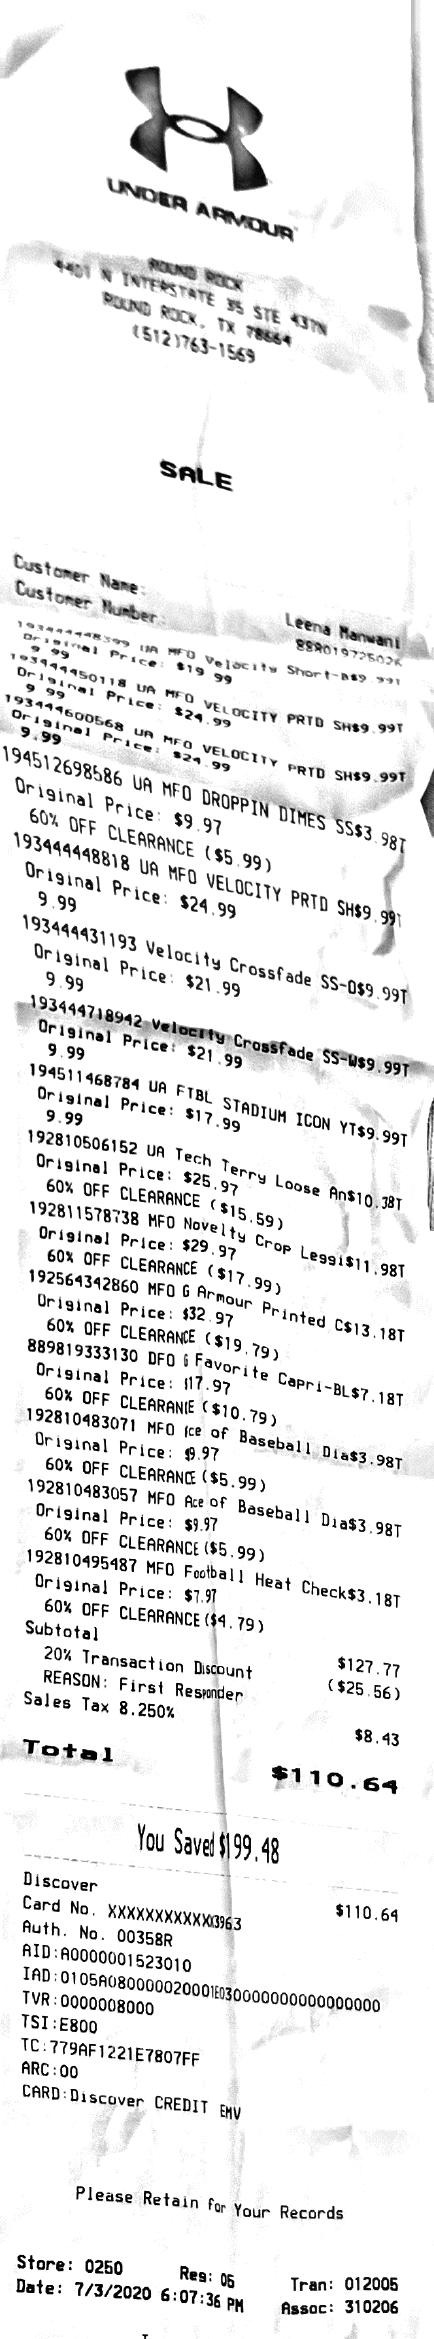 UNDER ARMOUR
ROUND ROCK
4401 N INTERSTATE 35 STE 437N
ROUND ROCK, TX 78664
(512)763-1569
SALE
Customer Name: Leena Manwani
Customer Number:
193444448399 UA MFO Velocity Short-B$9.99T
Original Price: $19.99
9.99
193444450118 UA MFO VELOCITY PRTD SH$9.99T
Original Price: $24.99
9.99
193444600568 UA MFO VELOCITY PRTD SH$9.99T
Original Price: $24.99
9.99
194512698586 UA MFO DROPPIN DIMES SS$3.98T
Original Price: $9.97
60% OFF CLEARANCE ($5.99)
193444448818 UA MFO VELOCITY PRTD SH$9.99T
Original Price: $24.99
9.99
193444431193 Velocity Crossfade SS-O$9.99T
Original Price: $21.99
9.99
193444718942 Velocity Crossfade SS-W$9.99T
Original Price: $21.99
9.99
194511468784 UA FTBL STADIUM ICON YT$9.99T
Original Price: $17.99
9.99
192810506152 UA Tech Terry Loose An$10.38T
Original Price: $25.97
60% OFF CLEARANCE ($15.59)
192811578738 MFO Novelty Crop Leggi$11.98T
Original Price: $29.97
60% OFF CLEARANCE ($17.99)
192564342860 MFO G Armour Printed C$13.18T
Original Price: $32.97
60% OFF CLEARANCE ($19.79)
889819333130 DFO G Favorite Capri-BL$7.18T
Original Price: $17.97
60% OFF CLEARANCE ($10.79)
192810483071 MFO Ace of Baseball Dia$3.98T
Original Price: $9.97
60% OFF CLEARANCE ($5.99)
192810483057 MFO Ace of Baseball Dia$3.98T
Original Price: $9.97
60% OFF CLEARANCE ($5.99)
192810495487 MFO Football Heat Check$3.18T
Original Price: $7.97
60% OFF CLEARANCE ($4.79)
Subtotal $127.77
20% Transaction Discount ($25.56)
REASON: First Responder
Sales Tax 8.250% $8.43
Total $110.64
You Saved $199.48
Discover $110.64
Card No. XXXXXXXXXXXX3963
Auth. No. 00358R
AID:A0000001523010
IAD:0105A080000020001E03000000000000000000
TVR:0000008000
TSI:E800
TC:779AF1221E7807FF
ARC:00
CARD:Discover CREDIT EMV
Please Retain for Your Records
Store: 0250 Reg: 05 Tran: 012005
Date: 7/3/2020 6:07:36 PM Assoc: 310206